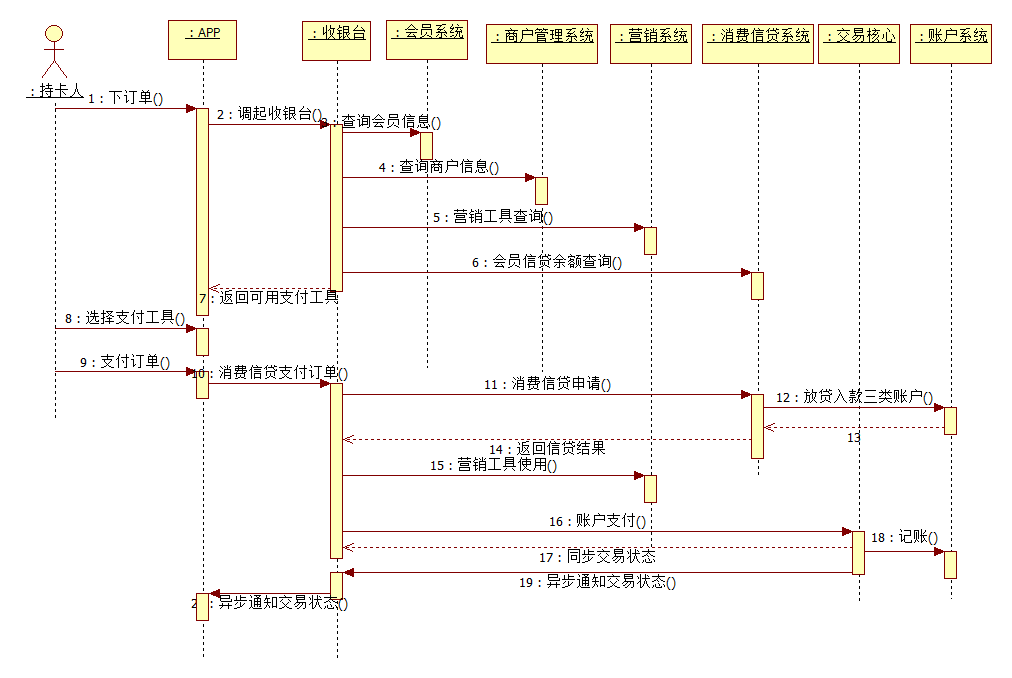 : APP
: 收银台
: 会员系统
: 商户管理系统
: 营销系统
: 消费信贷系统
: 交易核心
: 账户系统
: 持卡人
1 : 下订单()
2 : 调起收银台()
: 查询会员信息()
4 : 查询商户信息()
5 : 营销工具查询()
6 : 会员信贷余额查询()
7 : 返回可用支付工具
8 : 选择支付工具()
9 : 支付订单()
10 : 消费信贷支付订单()
11 : 消费信贷申请()
12 : 放贷入款三类账户()
13
14 : 返回信贷结果
15 : 营销工具使用()
16 : 账户支付()
18 : 记账()
17 : 同步交易状态
19 : 异步通知交易状态()
: 异步通知交易状态()